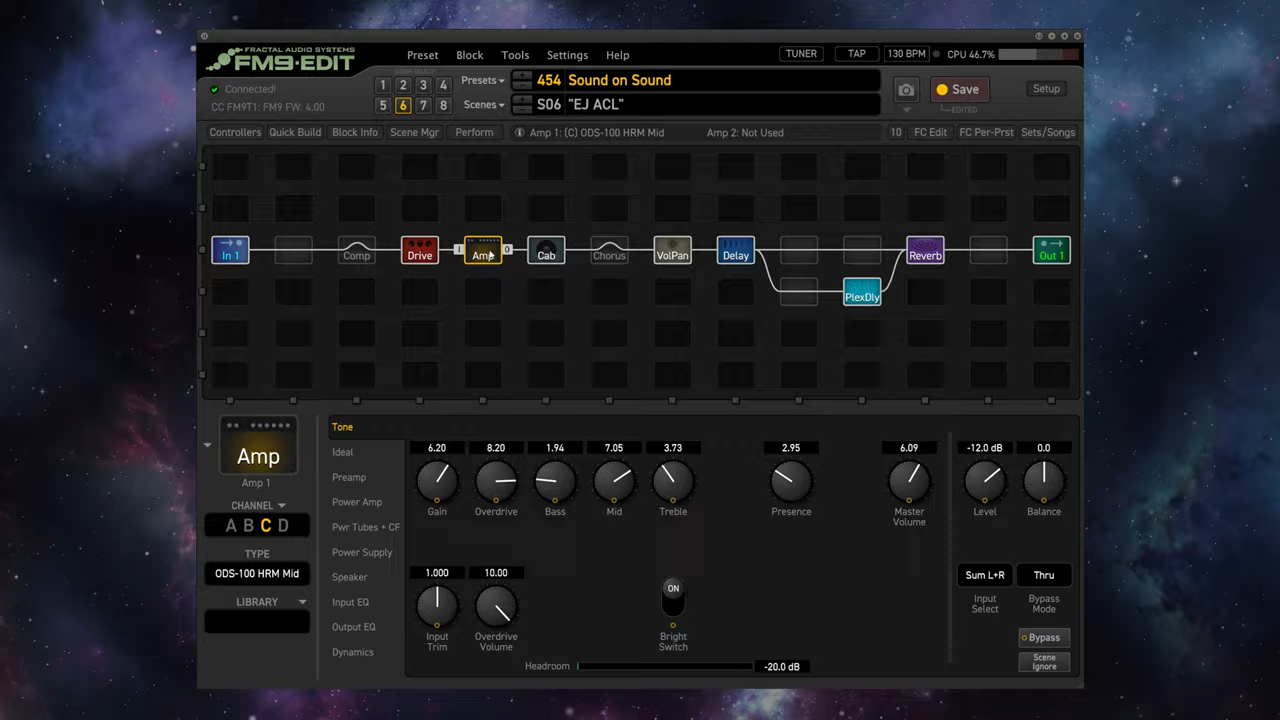 FRACTAL AUDIO SYSTEMS
FM9-EDIT
Preset Block Tools Settings Help
TUNER TAP 130 BPM CPU 46.7%
Connected!
CC FM9T1: FM9 FW: 4.00
1 2 3 4
5 6 7 8
Presets 454 Sound on Sound
Scenes S06 "EJ ACL"
Save
EDITED
Setup
Controllers Quick Build Block Info Scene Mgr Perform Amp 1: (C) ODS-100 HRM Mid Amp 2: Not Used 10 FC Edit FC Per-Prst Sets/Songs
In 1 Comp Drive I Amp O Cab Chorus VolPan Delay Reverb Out 1
PlexDly
Amp
Amp 1
CHANNEL
A B C D
TYPE
ODS-100 HRM Mid
LIBRARY
Tone
Ideal
Preamp
Power Amp
Pwr Tubes + CF
Power Supply
Speaker
Input EQ
Output EQ
Dynamics
6.20 8.20 1.94 7.05 3.73 2.95 6.09 -12.0 dB 0.0
Gain Overdrive Bass Mid Treble Presence Master Volume Level Balance
1.000 10.00
ON
Input Trim Overdrive Volume Bright Switch
Sum L+R Thru
Input Select Bypass Mode
Bypass
Scene Ignore
Headroom -20.0 dB